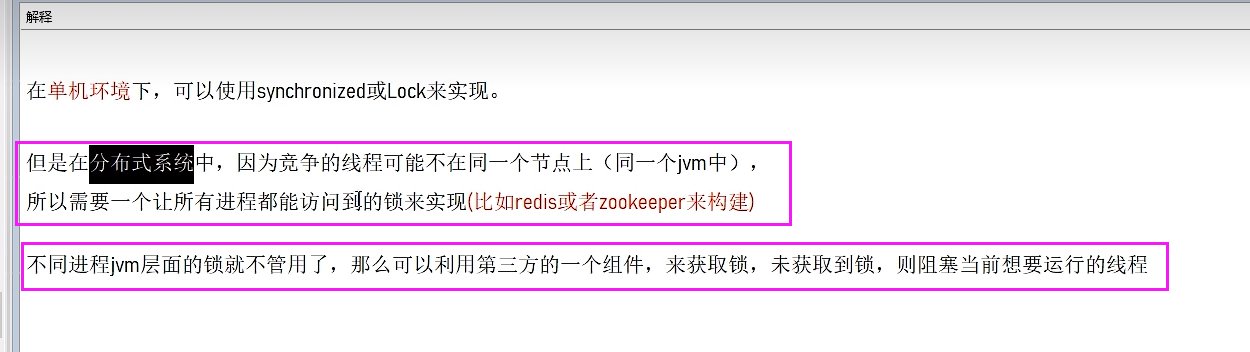 解释
在单机环境下，可以使用synchronized或Lock来实现。
但是在分布式系统中，因为竞争的线程可能不在同一个节点上（同一个jvm中），
所以需要一个让所有进程都能访问到的锁来实现(比如redis或者zookeeper来构建)
不同进程jvm层面的锁就不管用了，那么可以利用第三方的一个组件，来获取锁，未获取到锁，则阻塞当前想要运行的线程